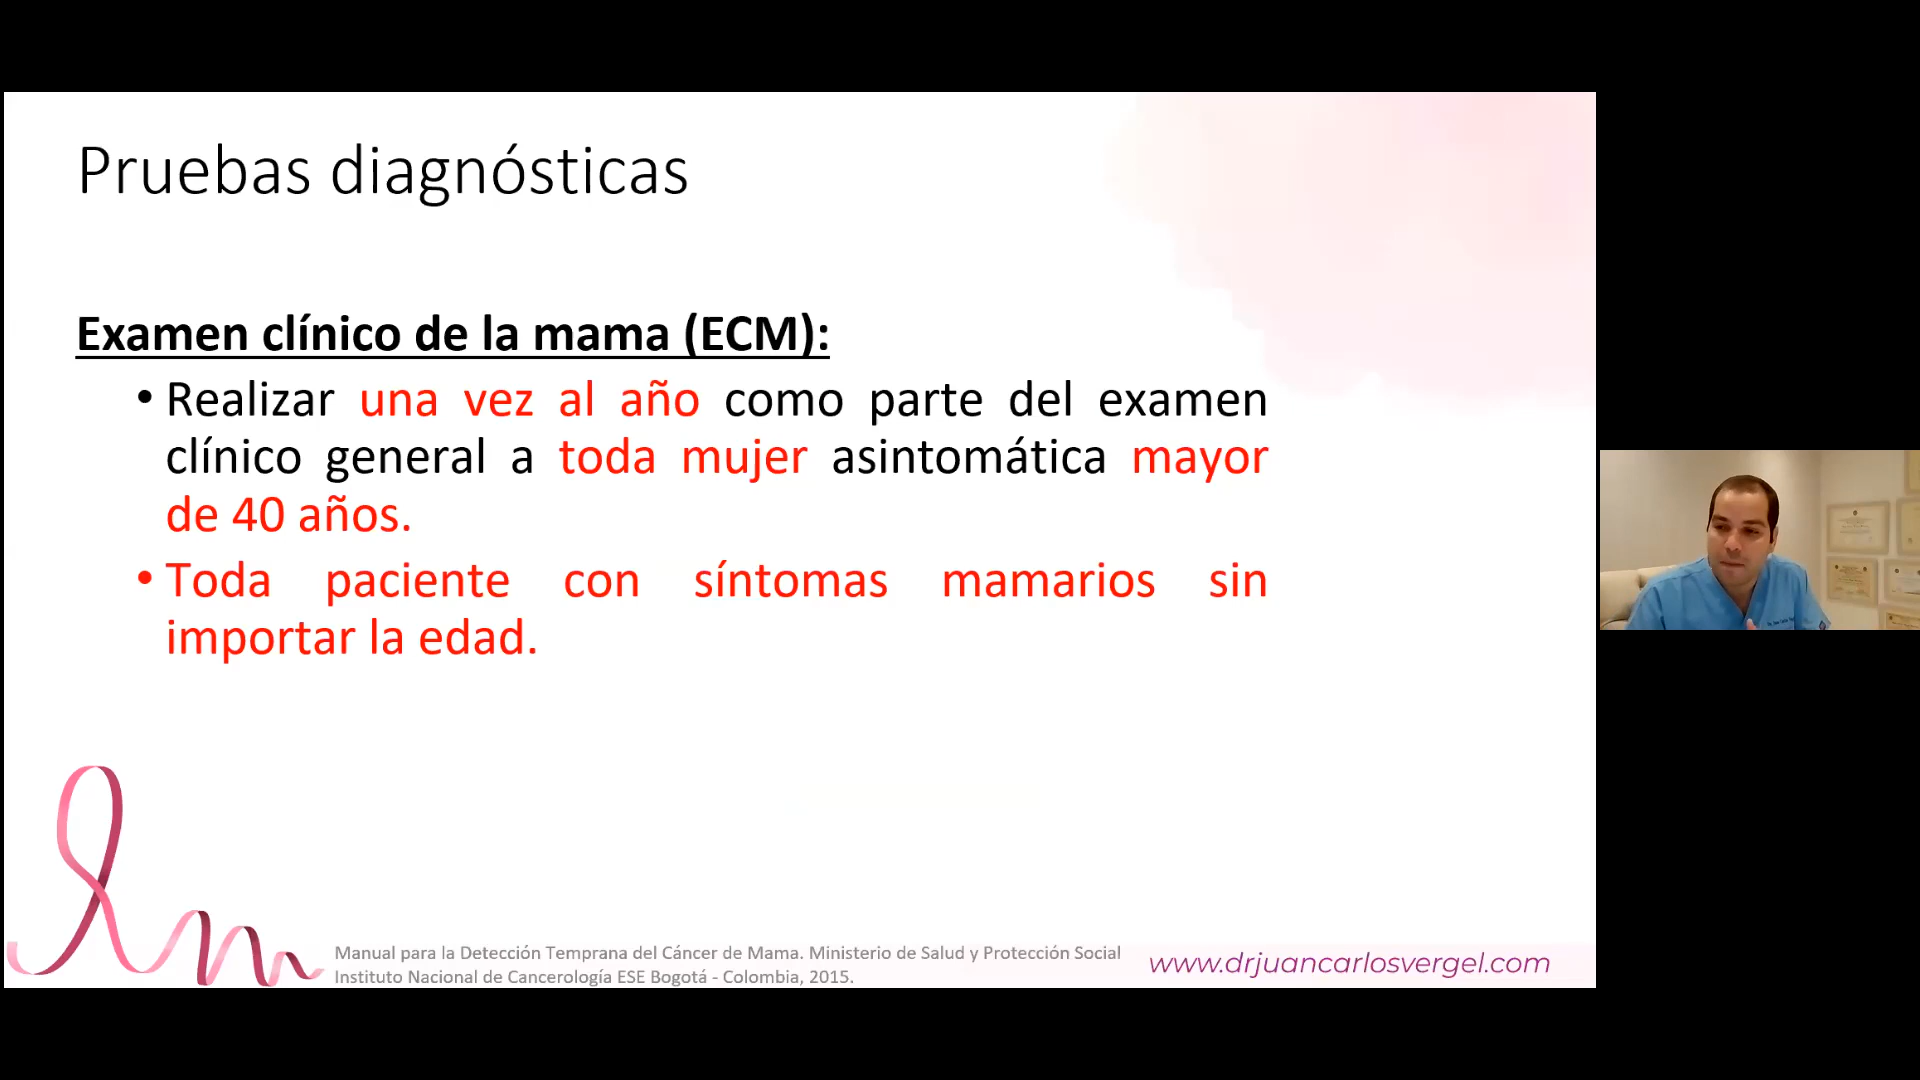 Pruebas diagnósticas
Examen clínico de la mama (ECM):
• Realizar una vez al año como parte del examen
clínico general a toda mujer asintomática mayor
de 40 años.
• Toda paciente con síntomas mamarios sin
importar la edad.
Manual para la Detección Temprana del Cáncer de Mama. Ministerio de Salud y Protección Social
Instituto Nacional de Cancerología ESE Bogotá - Colombia, 2015.
www.drjuancarlosvergel.com